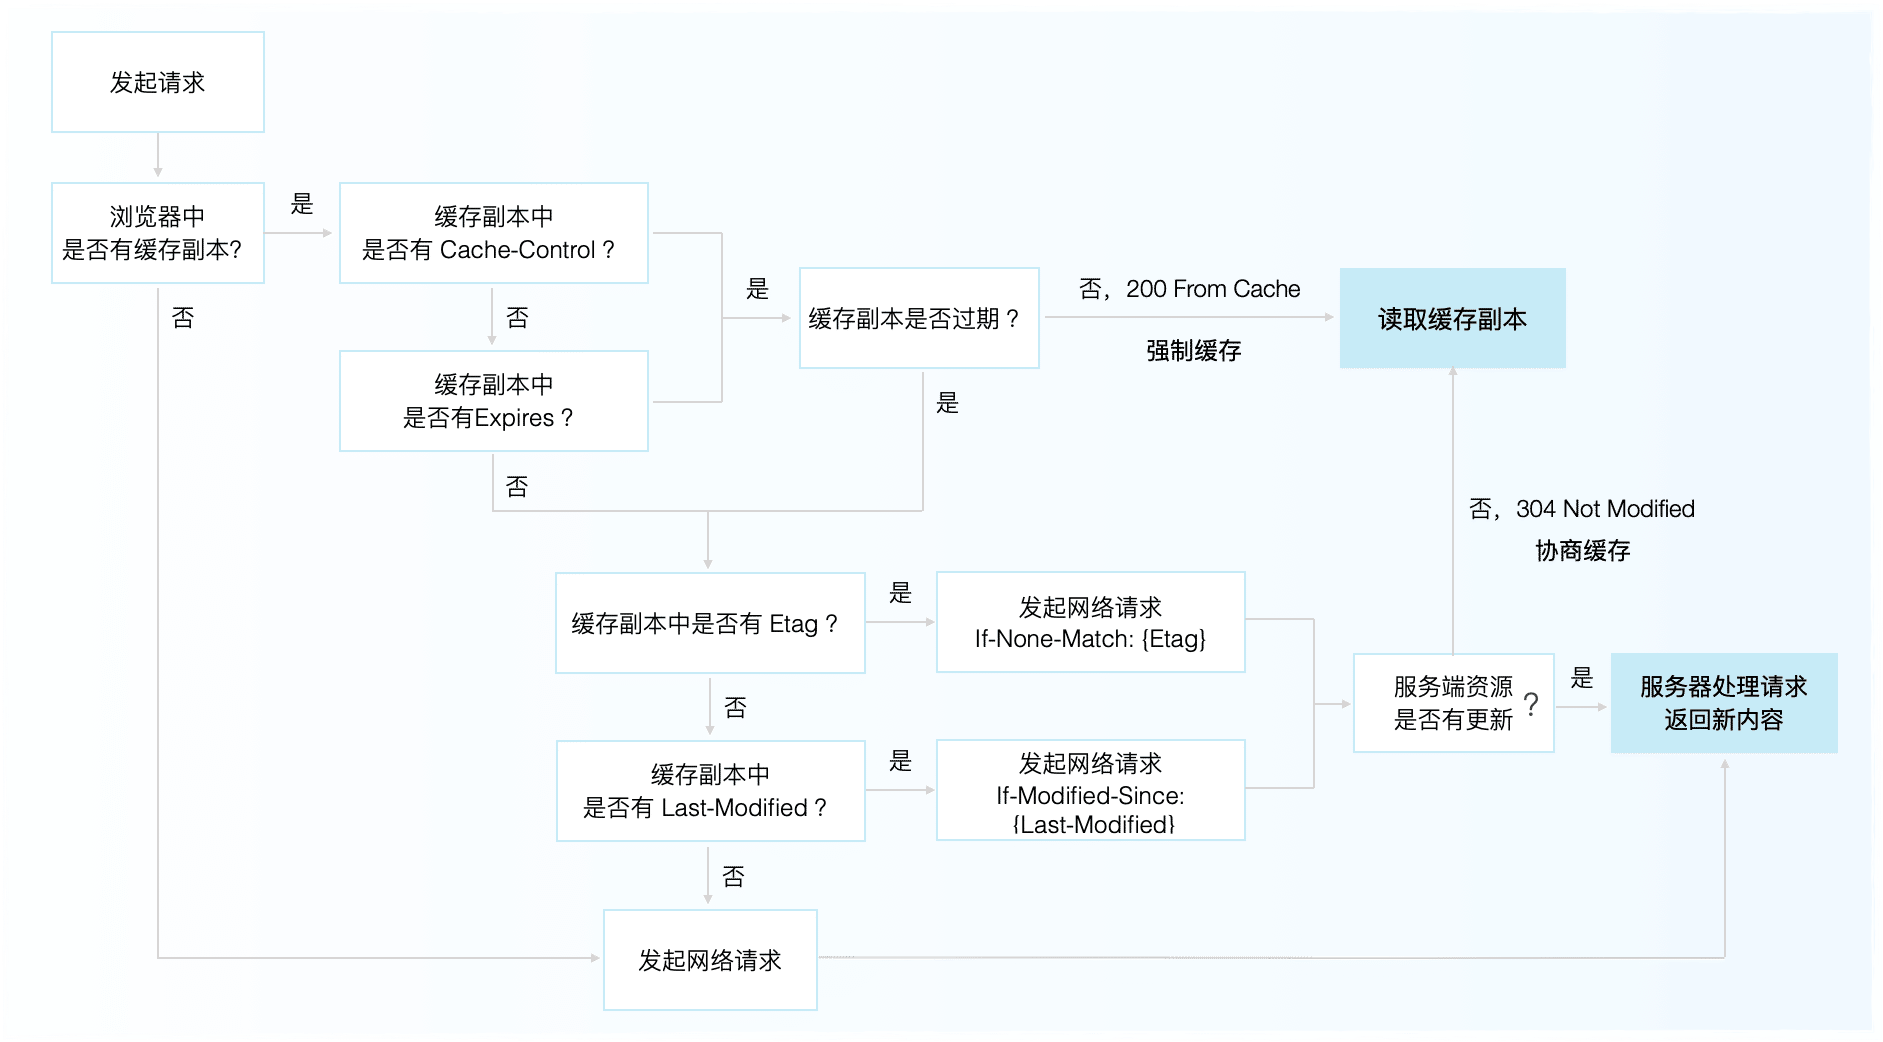 发起请求
浏览器中
是否有缓存副本?
是
缓存副本中
是否有 Cache-Control ?
否
否
缓存副本中
是否有Expires ?
是
缓存副本是否过期 ?
否，200 From Cache
强制缓存
读取缓存副本
是
否
否，304 Not Modified
协商缓存
缓存副本中是否有 Etag ?
是
发起网络请求
If-None-Match: {Etag}
否
缓存副本中
是否有 Last-Modified ?
是
发起网络请求
If-Modified-Since:
{Last-Modified}
服务端资源
是否有更新 ?
是
服务器处理请求
返回新内容
否
发起网络请求